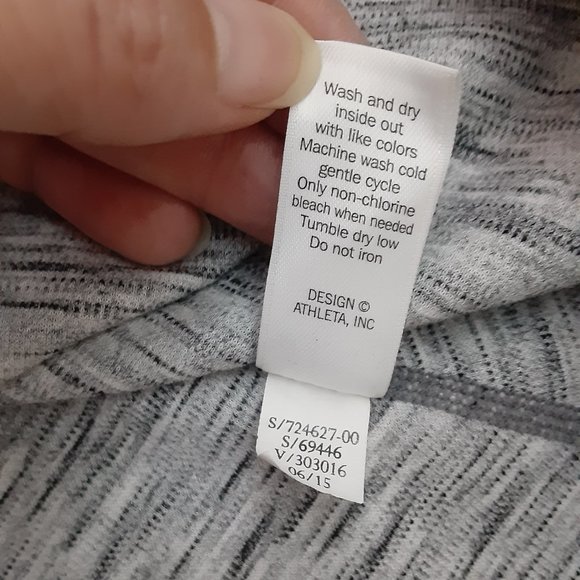 Wash and dry
inside out
with like colors
Machine wash cold
gentle cycle
Only non-chlorine
bleach when needed
Tumble dry low
Do not iron
DESIGN ©
ATHLETA, INC
S/724627-00
S/69446
V/303016
06/15